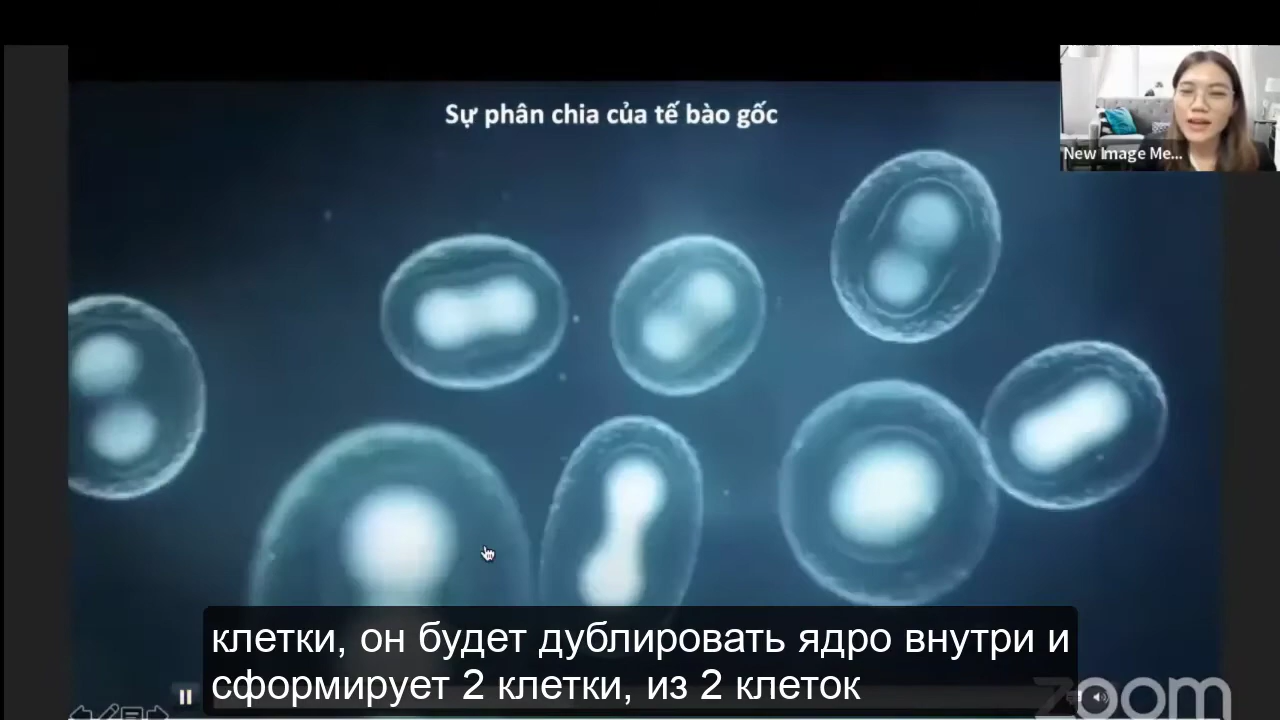 Sự phân chia của tế bào gốc
New Image Me...
клетки, он будет дублировать ядро внутри и
сформирует 2 клетки, из 2 клеток
zoom